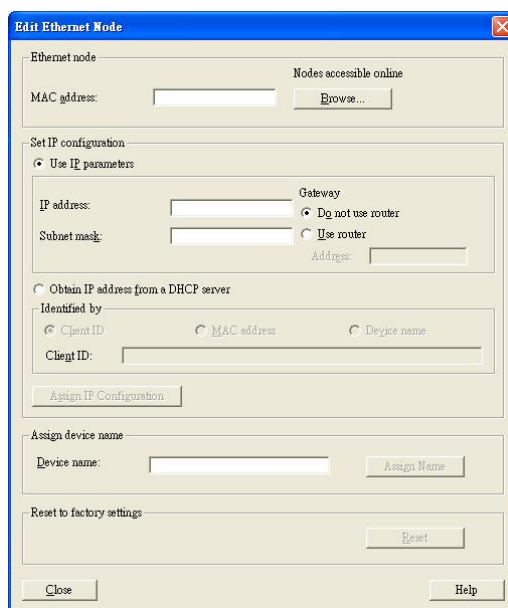 Edit Ethernet Node
Ethernet node
Nodes accessible online
MAC address:
Browse...
Set IP configuration
Use IP parameters
Gateway
IP address:
Do not use router
Subnet mask:
Use router
Address:
Obtain IP address from a DHCP server
Identified by
Client ID
MAC address
Device name
Client ID:
Assign IP Configuration
Assign device name
Device name:
Assign Name
Reset to factory settings
Reset
Close
Help